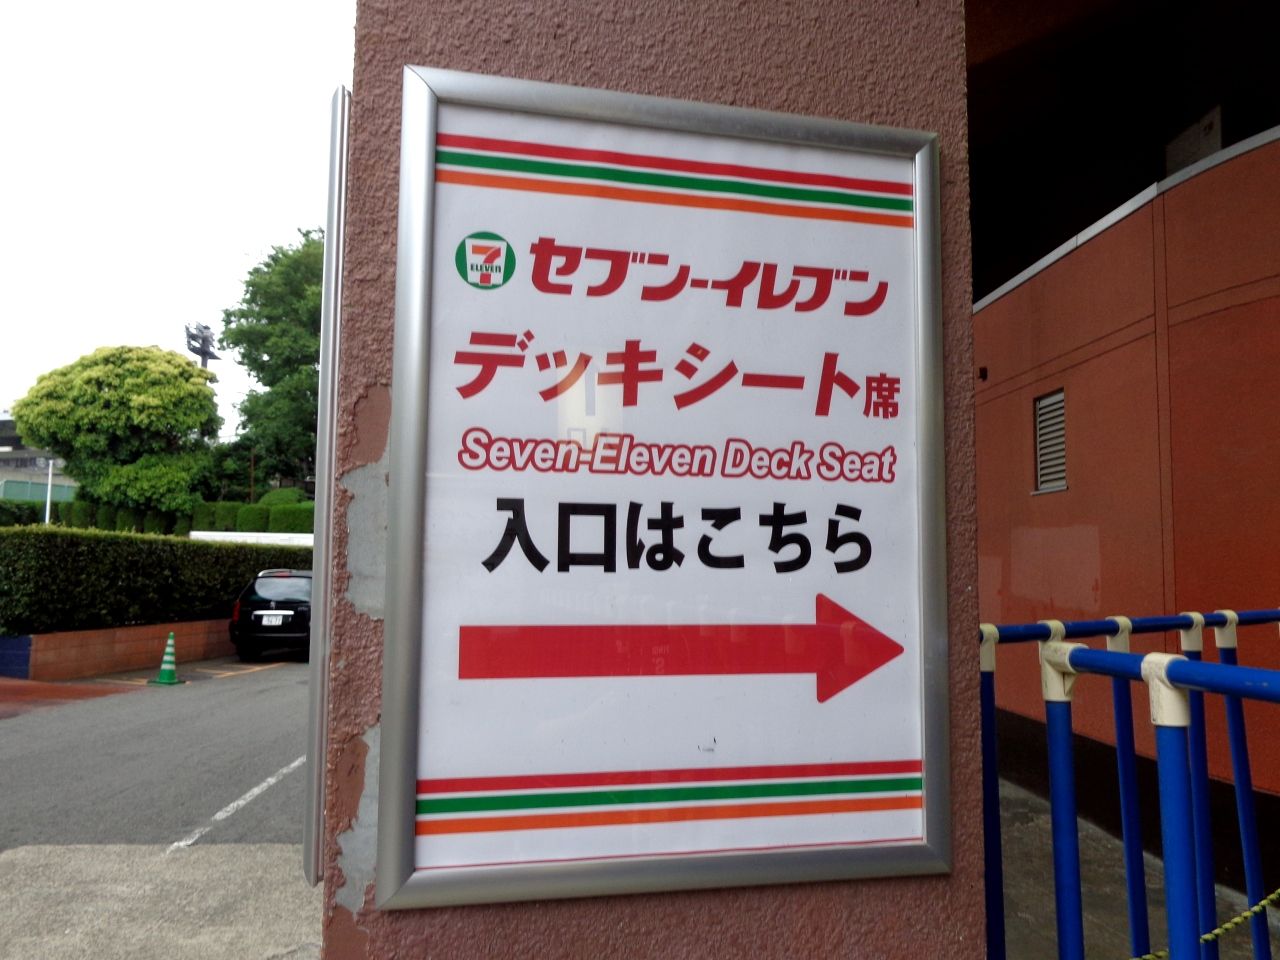 7
ELEVEN
セブン-イレブン
デッキシート席
Seven-Eleven Deck Seat
入口はこちら